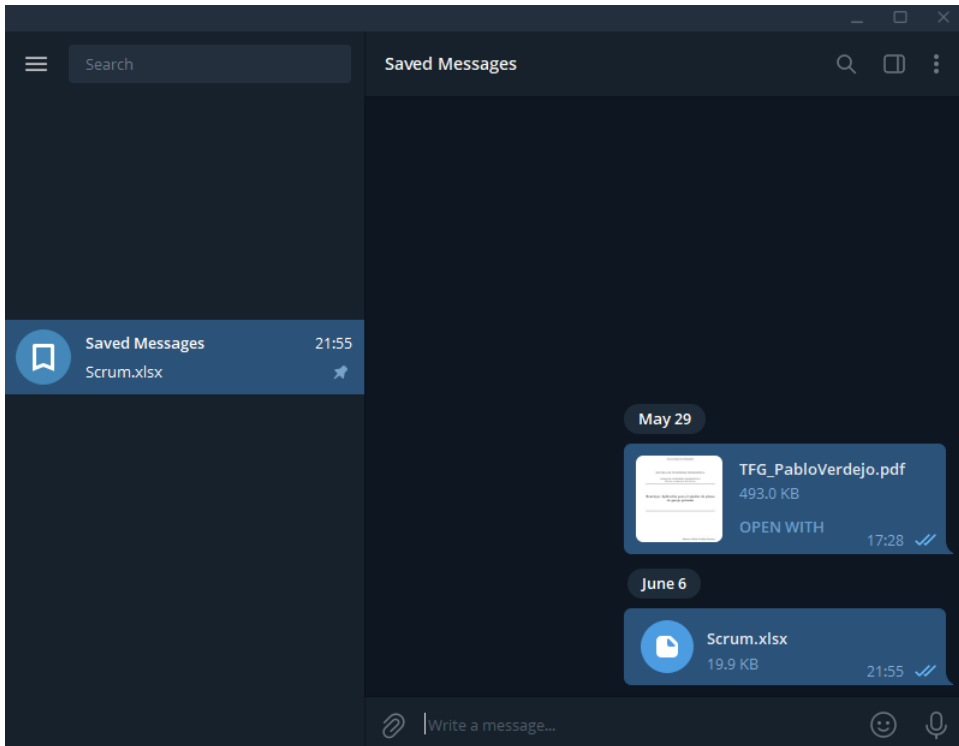 Search
Saved Messages
Saved Messages 21:55
Scrum.xlsx
May 29
TFG_PabloVerdejo.pdf
493.0 KB
OPEN WITH
17:28
June 6
Scrum.xlsx
19.9 KB
21:55
Write a message...